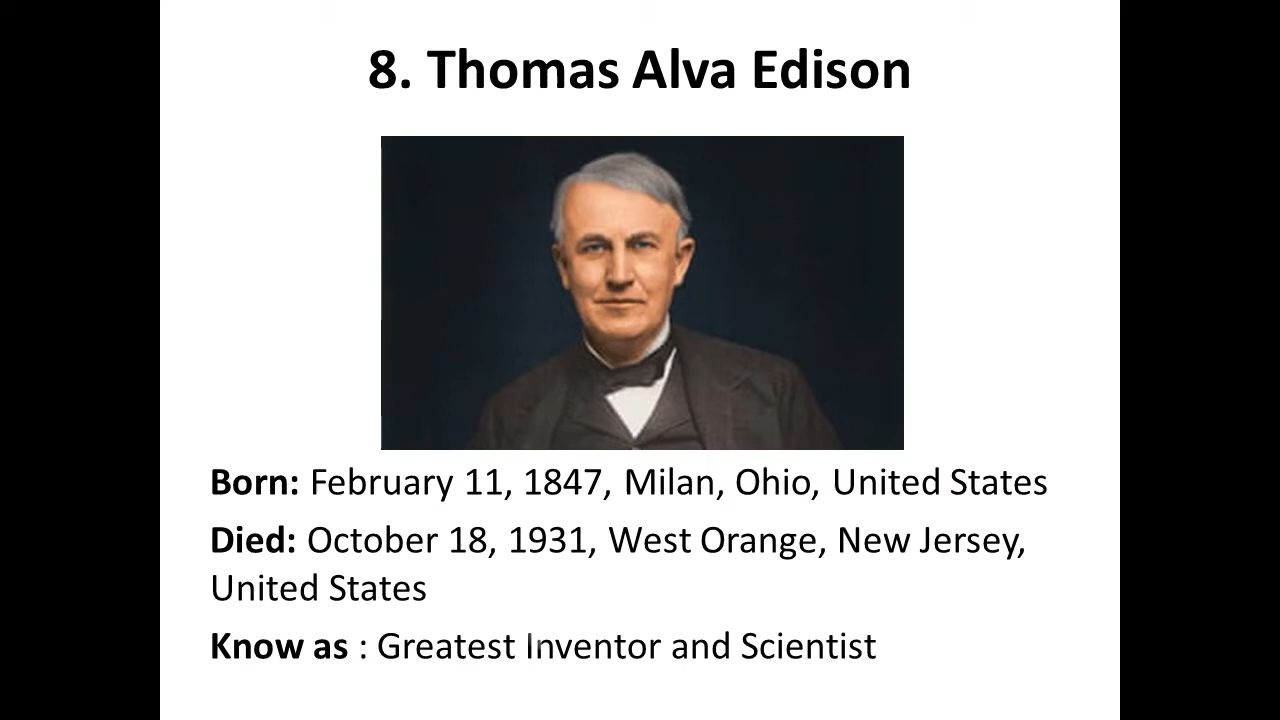 8. Thomas Alva Edison
Born: February 11, 1847, Milan, Ohio, United States
Died: October 18, 1931, West Orange, New Jersey,
United States
Know as : Greatest Inventor and Scientist